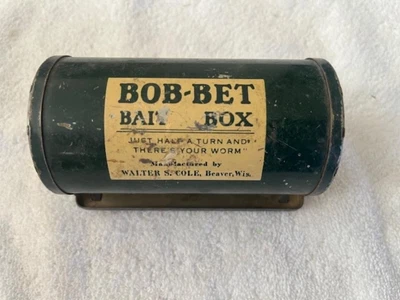 BOB-BET
BAIT BOX
"JUST HALF A TURN AND
THERE'S YOUR WORM"
Manufactured by
WALTER S. COLE, Beaver, Wis.